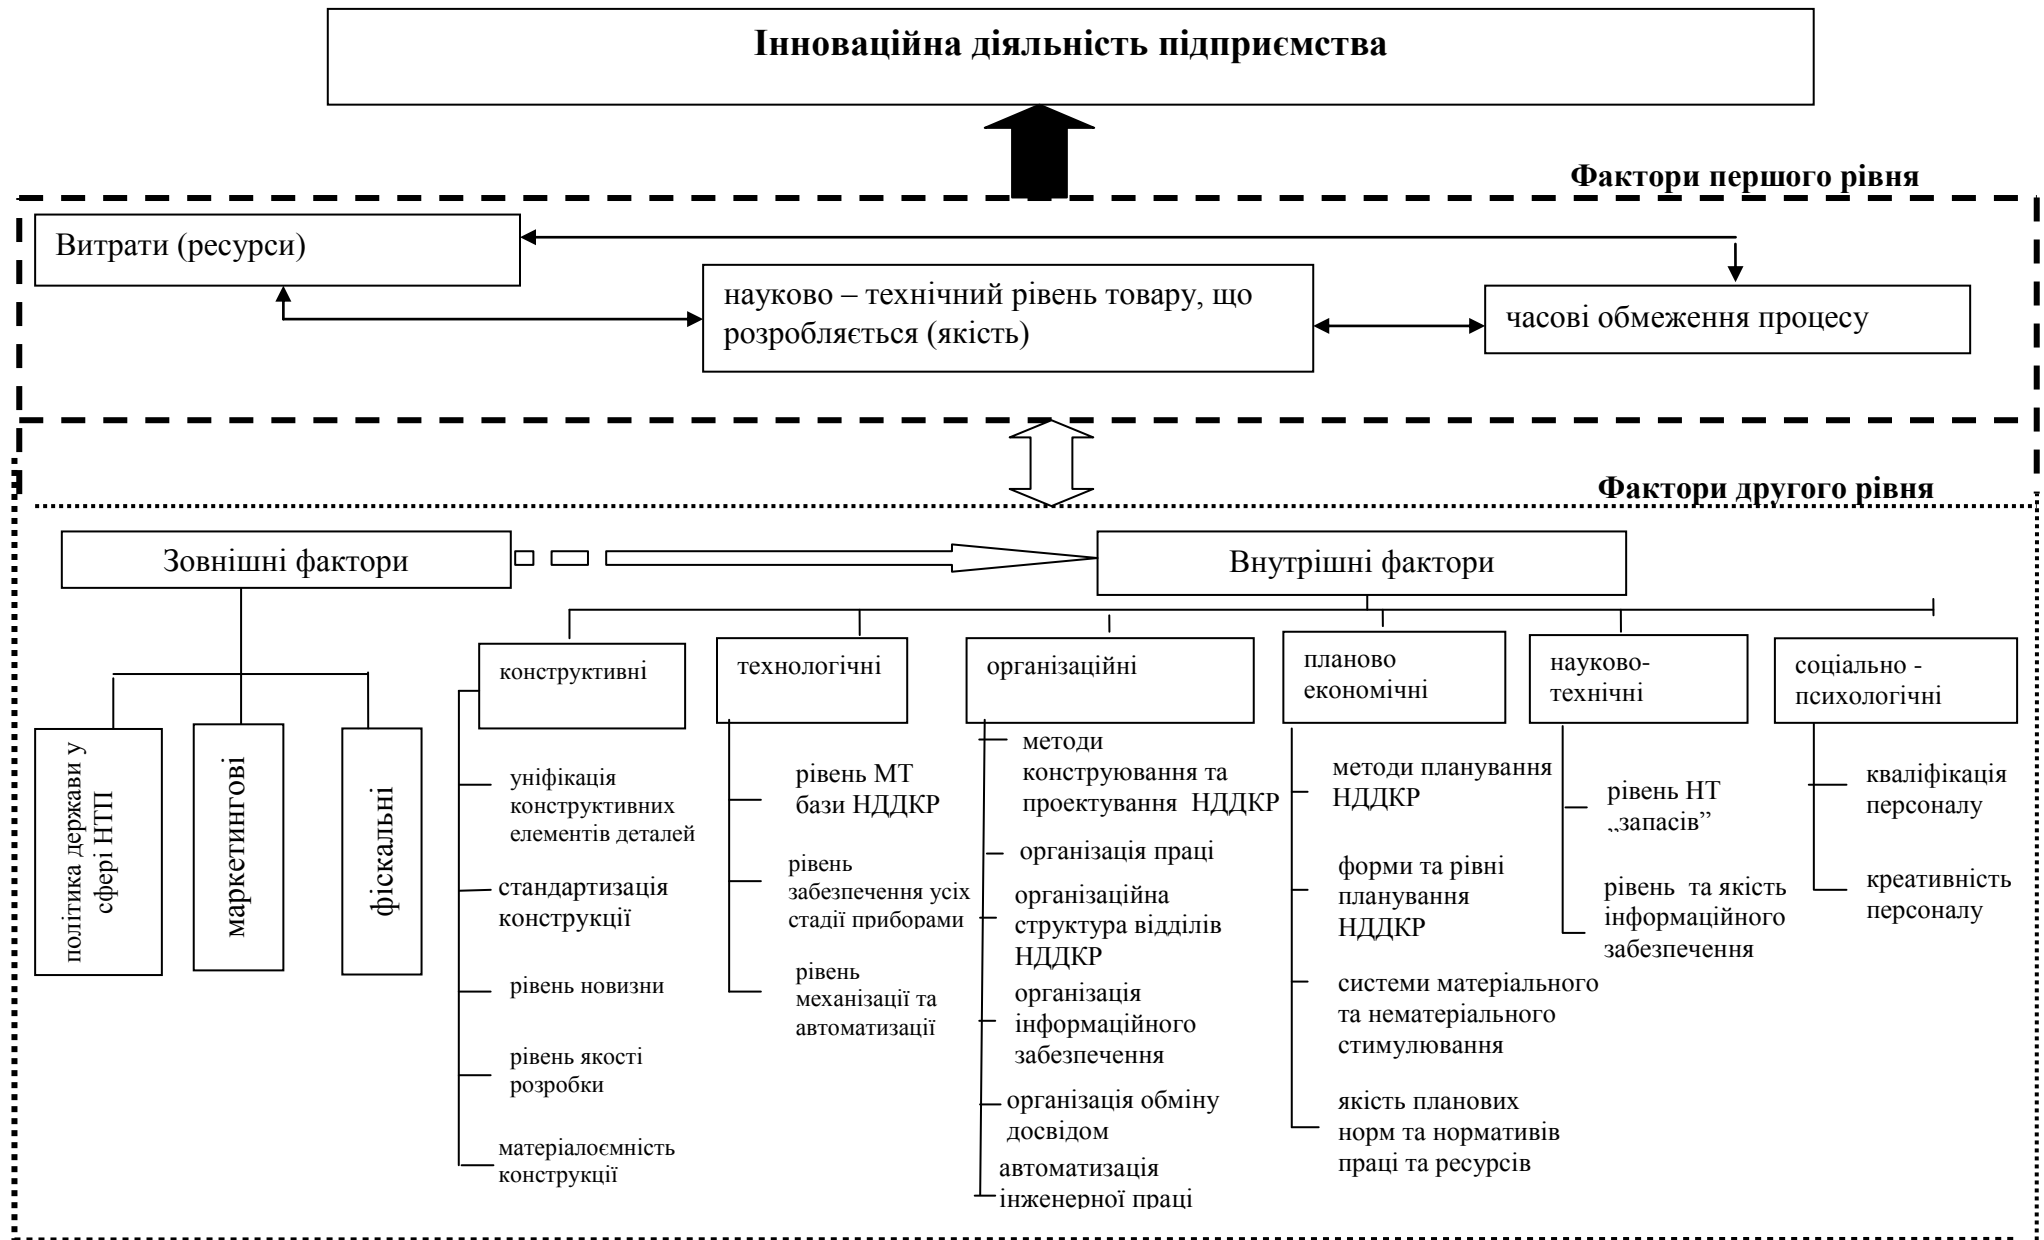 Інноваційна діяльність підприємства
Фактори першого рівня
Витрати (ресурси)
науково – технічний рівень товару, що
розробляється (якість)
часові обмеження процесу
Фактори другого рівня
Зовнішні фактори
Внутрішні фактори
політика держави у
сфері НТП
маркетингові
фіскальні
конструктивні
уніфікація
конструктивних
елементів деталей
стандартизація
конструкції
рівень новизни
рівень якості
розробки
матеріалоємність
конструкції
технологічні
рівень МТ
бази НДДКР
рівень
забезпечення усіх
стадії приборами
рівень
механізації та
автоматизації
організаційні
методи
конструювання та
проектування НДДКР
організація праці
організаційна
структура відділів
НДДКР
організація
інформаційного
забезпечення
організація обміну
досвідом
автоматизація
інженерної праці
планово
економічні
методи планування
НДДКР
форми та рівні
планування
НДДКР
системи матеріального
та нематеріального
стимулювання
якість планових
норм та нормативів
праці та ресурсів
науково-
технічні
рівень НТ
„запасів”
рівень та якість
інформаційного
забезпечення
соціально -
психологічні
кваліфікація
персоналу
креативність
персоналу